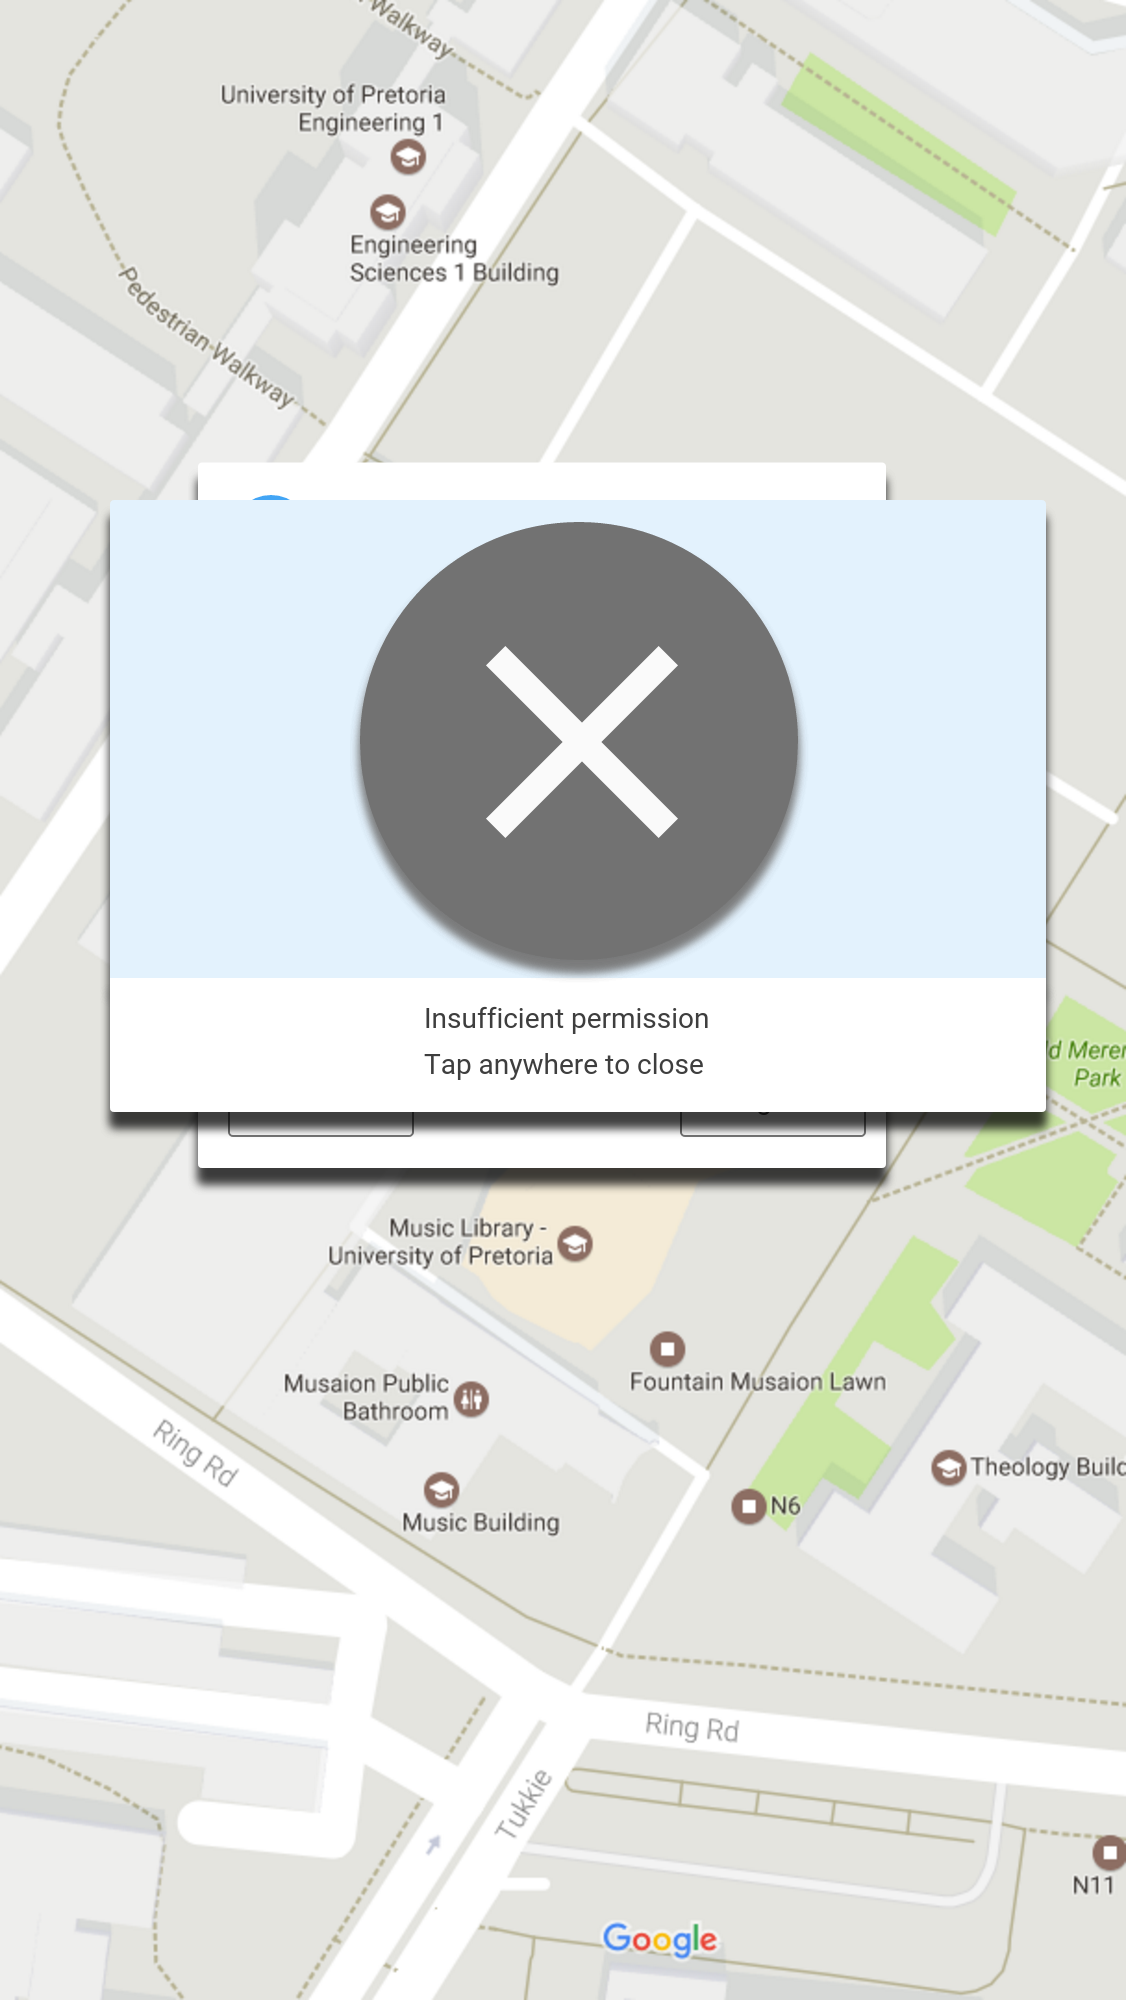 Walkway
University of Pretoria
Engineering 1
Engineering
Sciences 1 Building
Pedestrian Walkway
Insufficient permission
Tap anywhere to close
Park
Music Library -
University of Pretoria
Fountain Musaion Lawn
Musaion Public
Bathroom
Ring Rd
Theology
N6
Music Building
Ring Rd
Tukkie
N11
Google